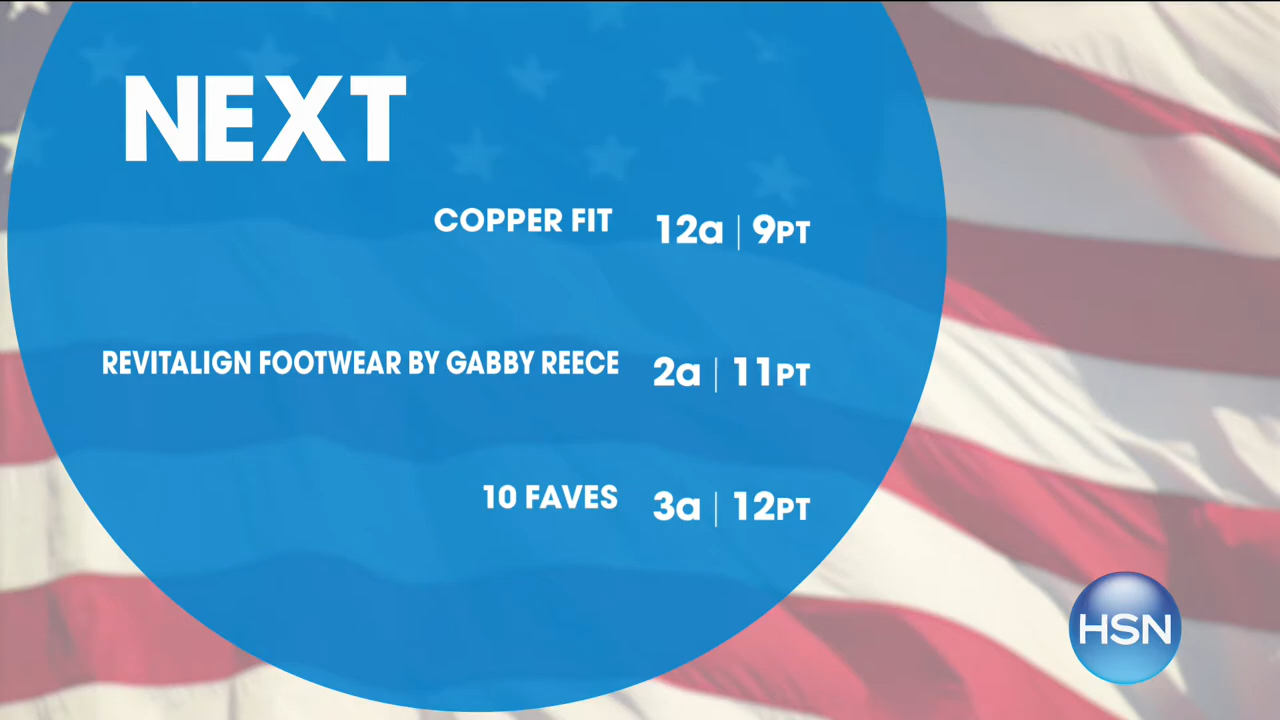 NEXT
COPPER FIT 12a | 9PT
REVITALIGN FOOTWEAR BY GABBY REECE 2a | 11PT
10 FAVES 3a | 12PT
HSN